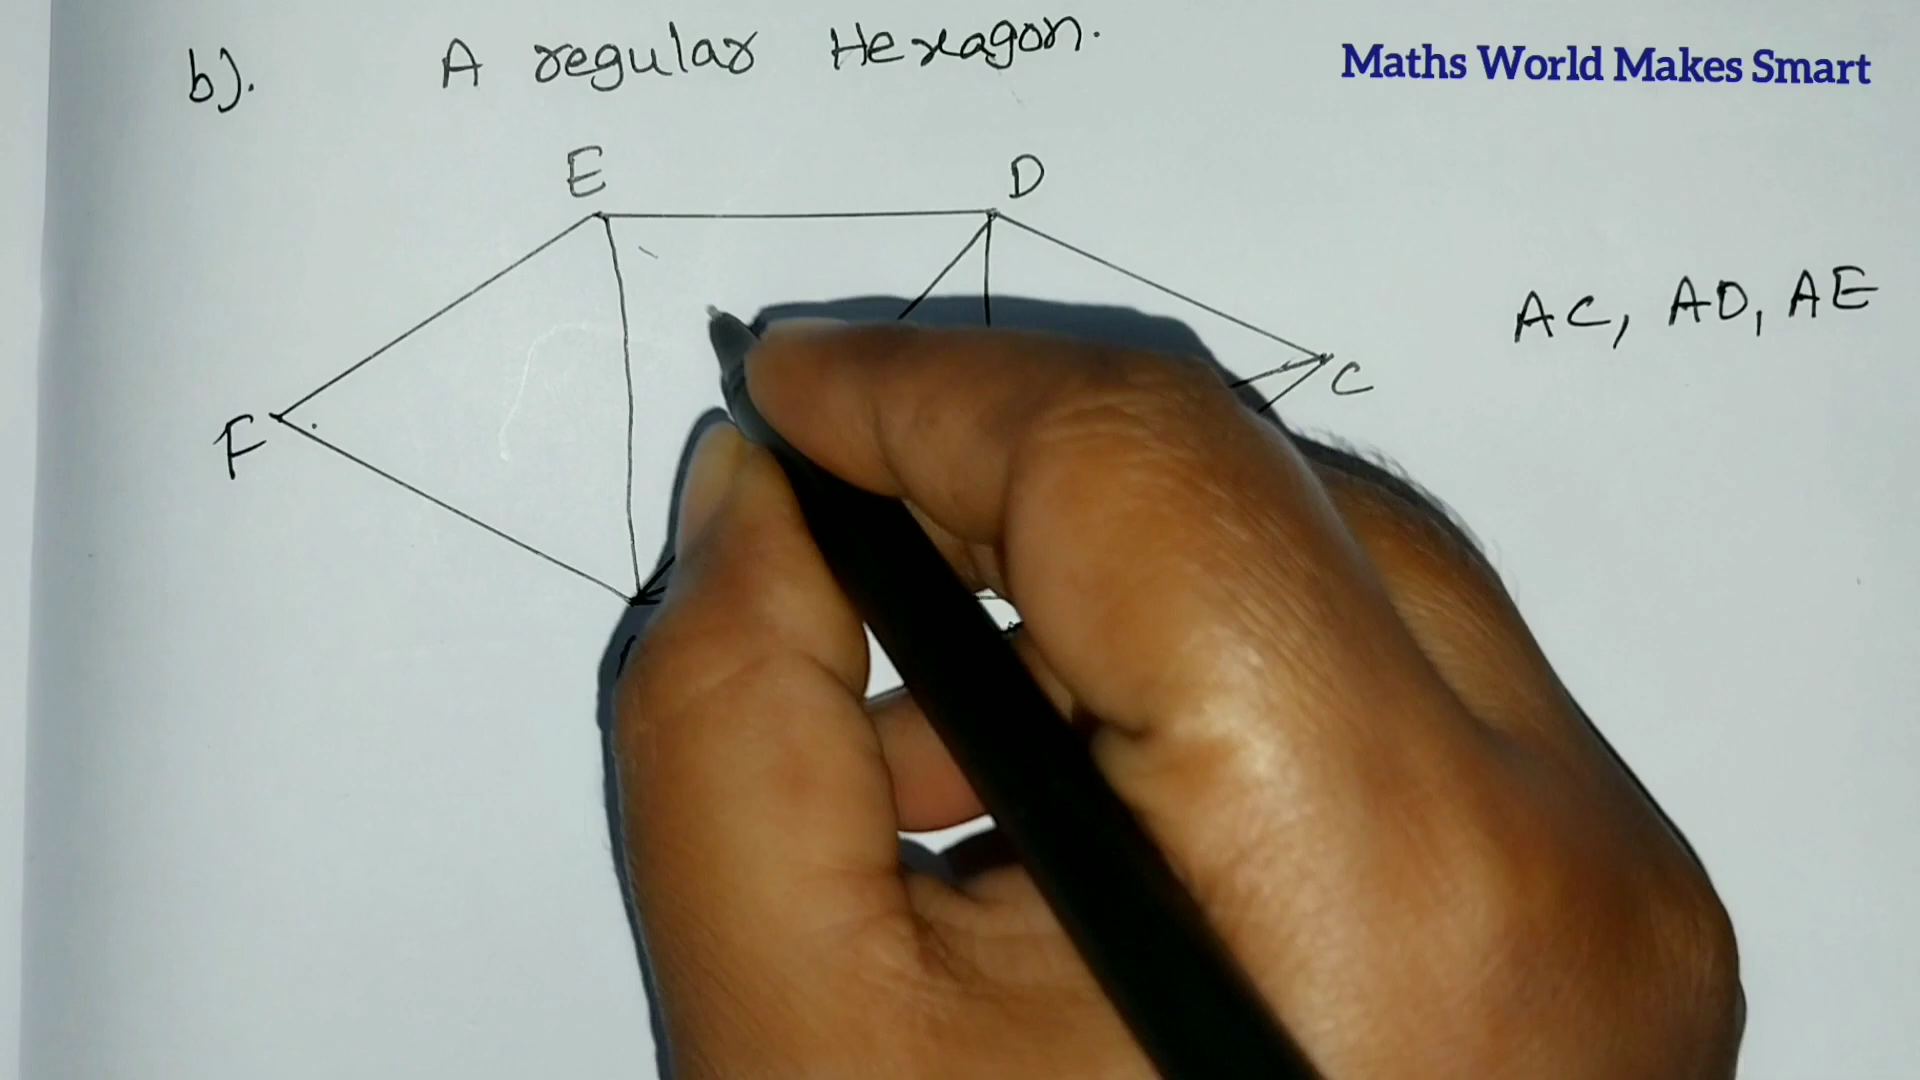 b). A regular Hexagon.
Maths World Makes Smart
E
D
AC, AD, AE
C
F